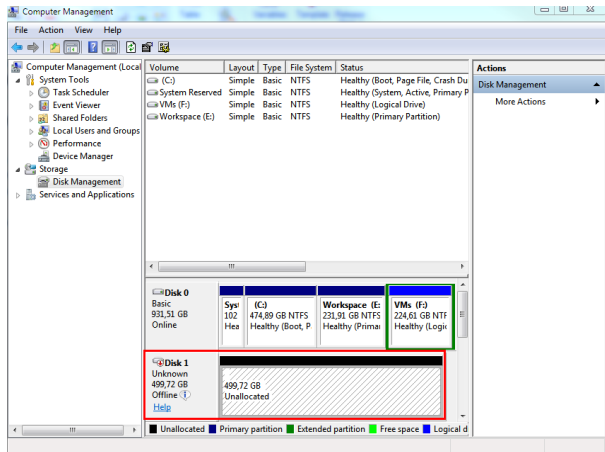 Computer Management
File Action View Help
Computer Management (Local
System Tools
Task Scheduler
Event Viewer
Shared Folders
Local Users and Groups
Performance
Device Manager
Storage
Disk Management
Services and Applications
Volume Layout Type File System Status
(C:) Simple Basic NTFS Healthy (Boot, Page File, Crash Du
System Reserved Simple Basic NTFS Healthy (System, Active, Primary P
VMs (F:) Simple Basic NTFS Healthy (Logical Drive)
Workspace (E:) Simple Basic NTFS Healthy (Primary Partition)
Actions
Disk Management
More Actions
Disk 0
Basic
931,51 GB
Online
Syst
102
Hea
(C:)
474,89 GB NTFS
Healthy (Boot, P
Workspace (E:
231,91 GB NTFS
Healthy (Primar
VMs (F:)
224,61 GB NTF
Healthy (Logic
Disk 1
Unknown
499,72 GB
Offline
Help
499,72 GB
Unallocated
Unallocated Primary partition Extended partition Free space Logical d